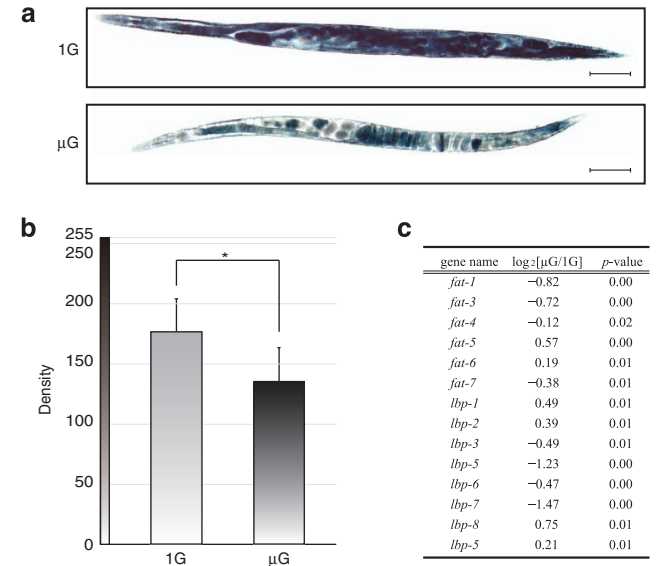 a
1G
μG
b
255
250
200
150
100
50
0
Density
*
1G
μG
c
gene name log2[μG/1G] p-value
fat-1 −0.82 0.00
fat-3 −0.72 0.00
fat-4 −0.12 0.02
fat-5 0.57 0.00
fat-6 0.19 0.01
fat-7 −0.38 0.01
lbp-1 0.49 0.01
lbp-2 0.39 0.01
lbp-3 −0.49 0.01
lbp-5 −1.23 0.00
lbp-6 −0.47 0.00
lbp-7 −1.47 0.00
lbp-8 0.75 0.01
lbp-5 0.21 0.01